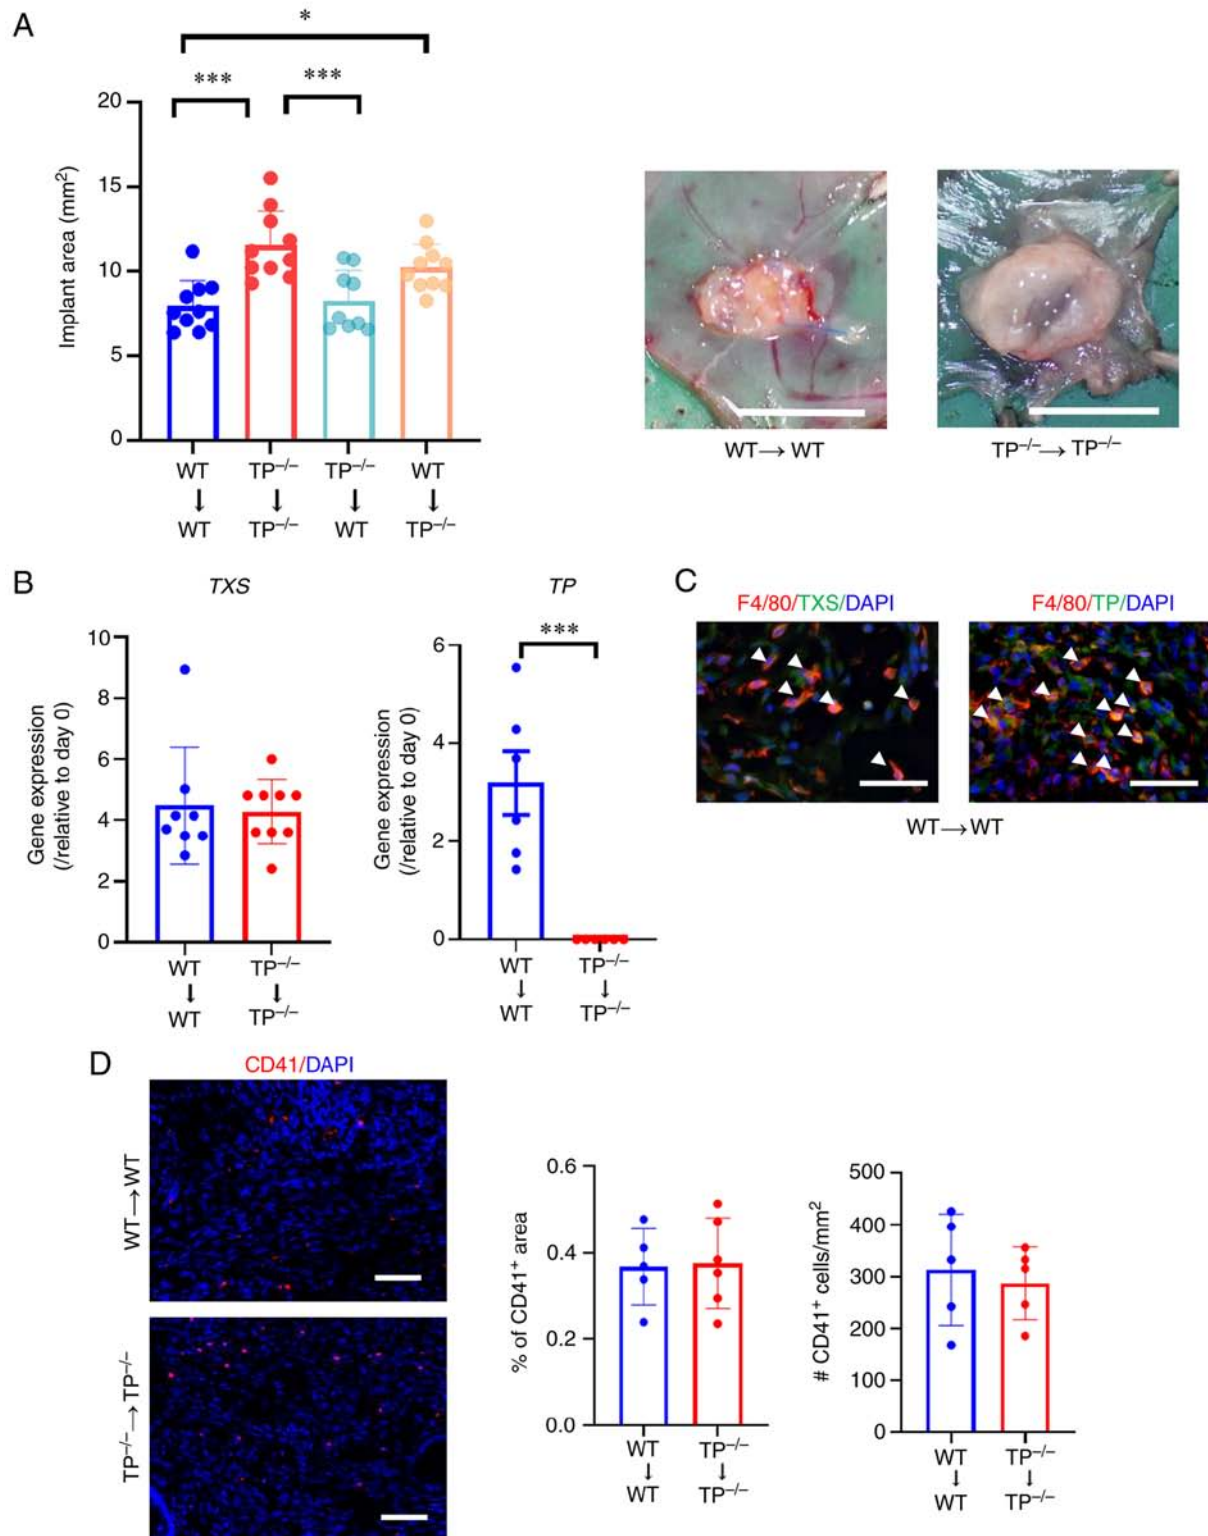 A
*
*** ***
20
15
10
5
0
Implant area (mm²)
WT TP⁻/⁻ TP⁻/⁻ WT
↓ ↓ ↓ ↓
WT TP⁻/⁻ WT TP⁻/⁻
WT→WT
TP⁻/⁻→TP⁻/⁻
B
TXS
10
8
6
4
2
0
Gene expression
(/relative to day 0)
WT TP⁻/⁻
↓ ↓
WT TP⁻/⁻
TP
***
6
4
2
0
Gene expression
(/relative to day 0)
WT TP⁻/⁻
↓ ↓
WT TP⁻/⁻
C
F4/80/TXS/DAPI
F4/80/TP/DAPI
WT→WT
D
CD41/DAPI
WT→WT
TP⁻/⁻→TP⁻/⁻
0.6
0.4
0.2
0.0
% of CD41⁺ area
WT TP⁻/⁻
↓ ↓
WT TP⁻/⁻
500
400
300
200
100
0
# CD41⁺ cells/mm²
WT TP⁻/⁻
↓ ↓
WT TP⁻/⁻